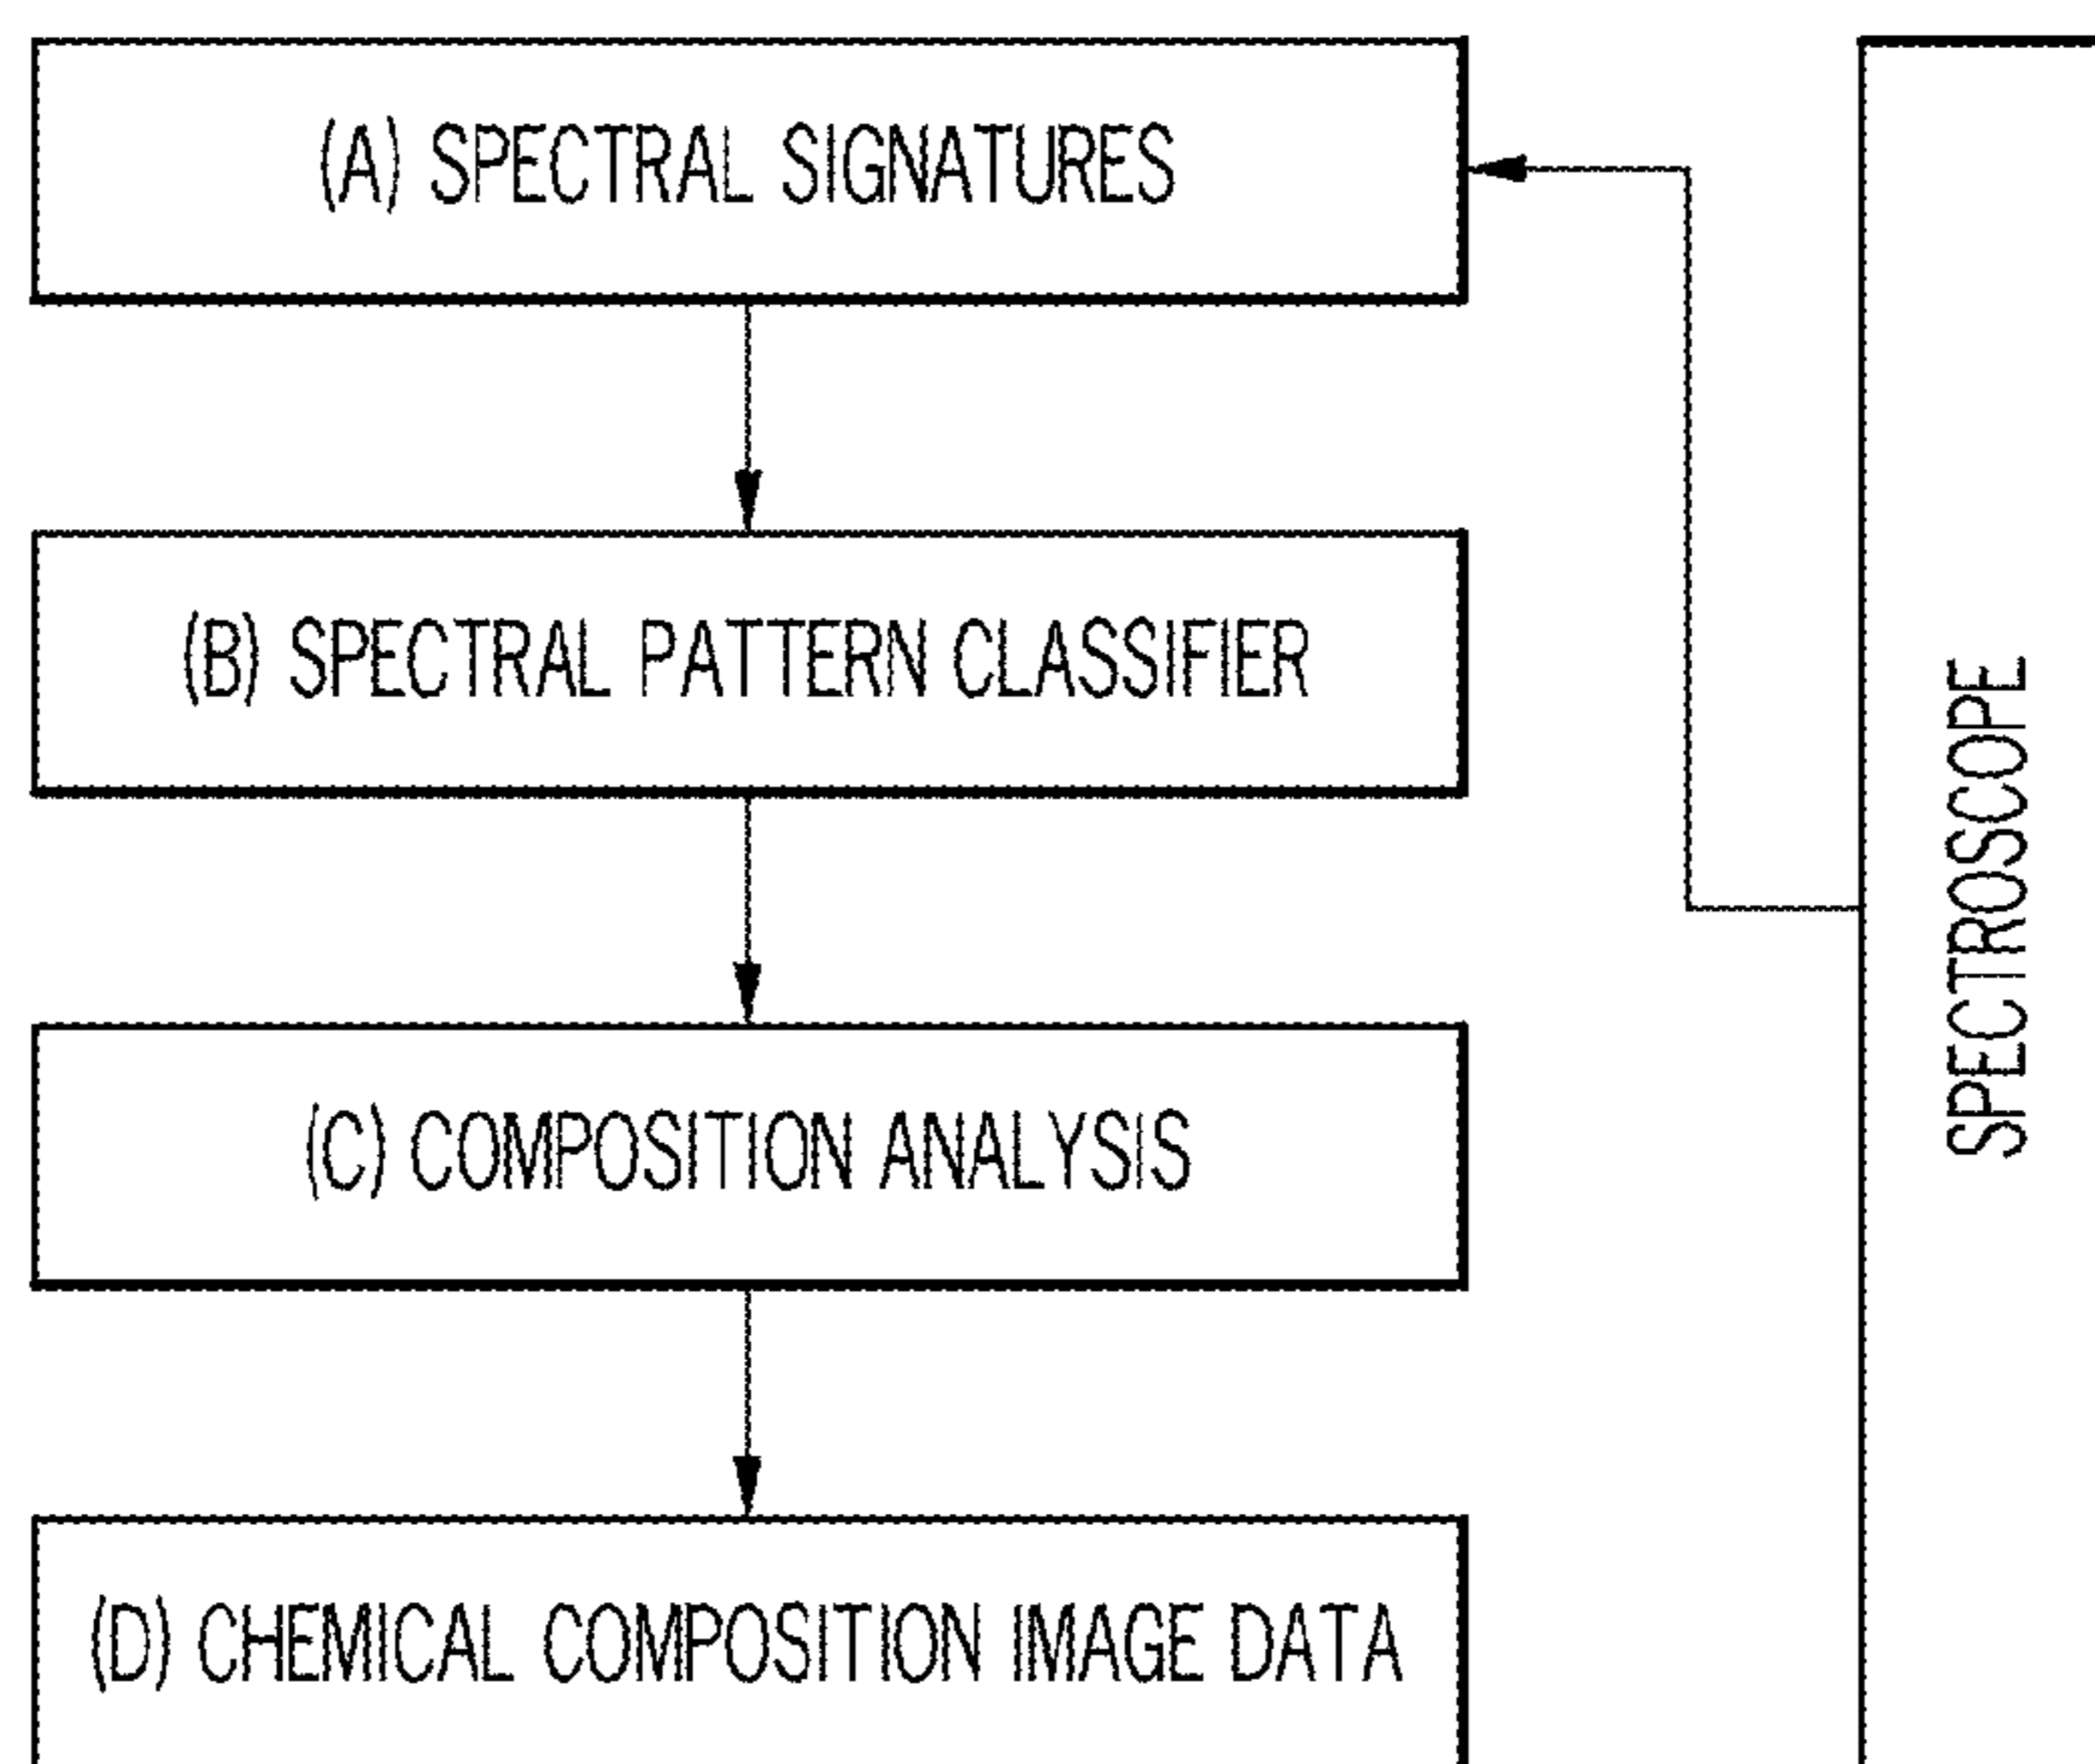 (A) SPECTRAL SIGNATURES
(B) SPECTRAL PATTERN CLASSIFIER
(C) COMPOSITION ANALYSIS
(D) CHEMICAL COMPOSITION IMAGE DATA
SPECTROSCOPE